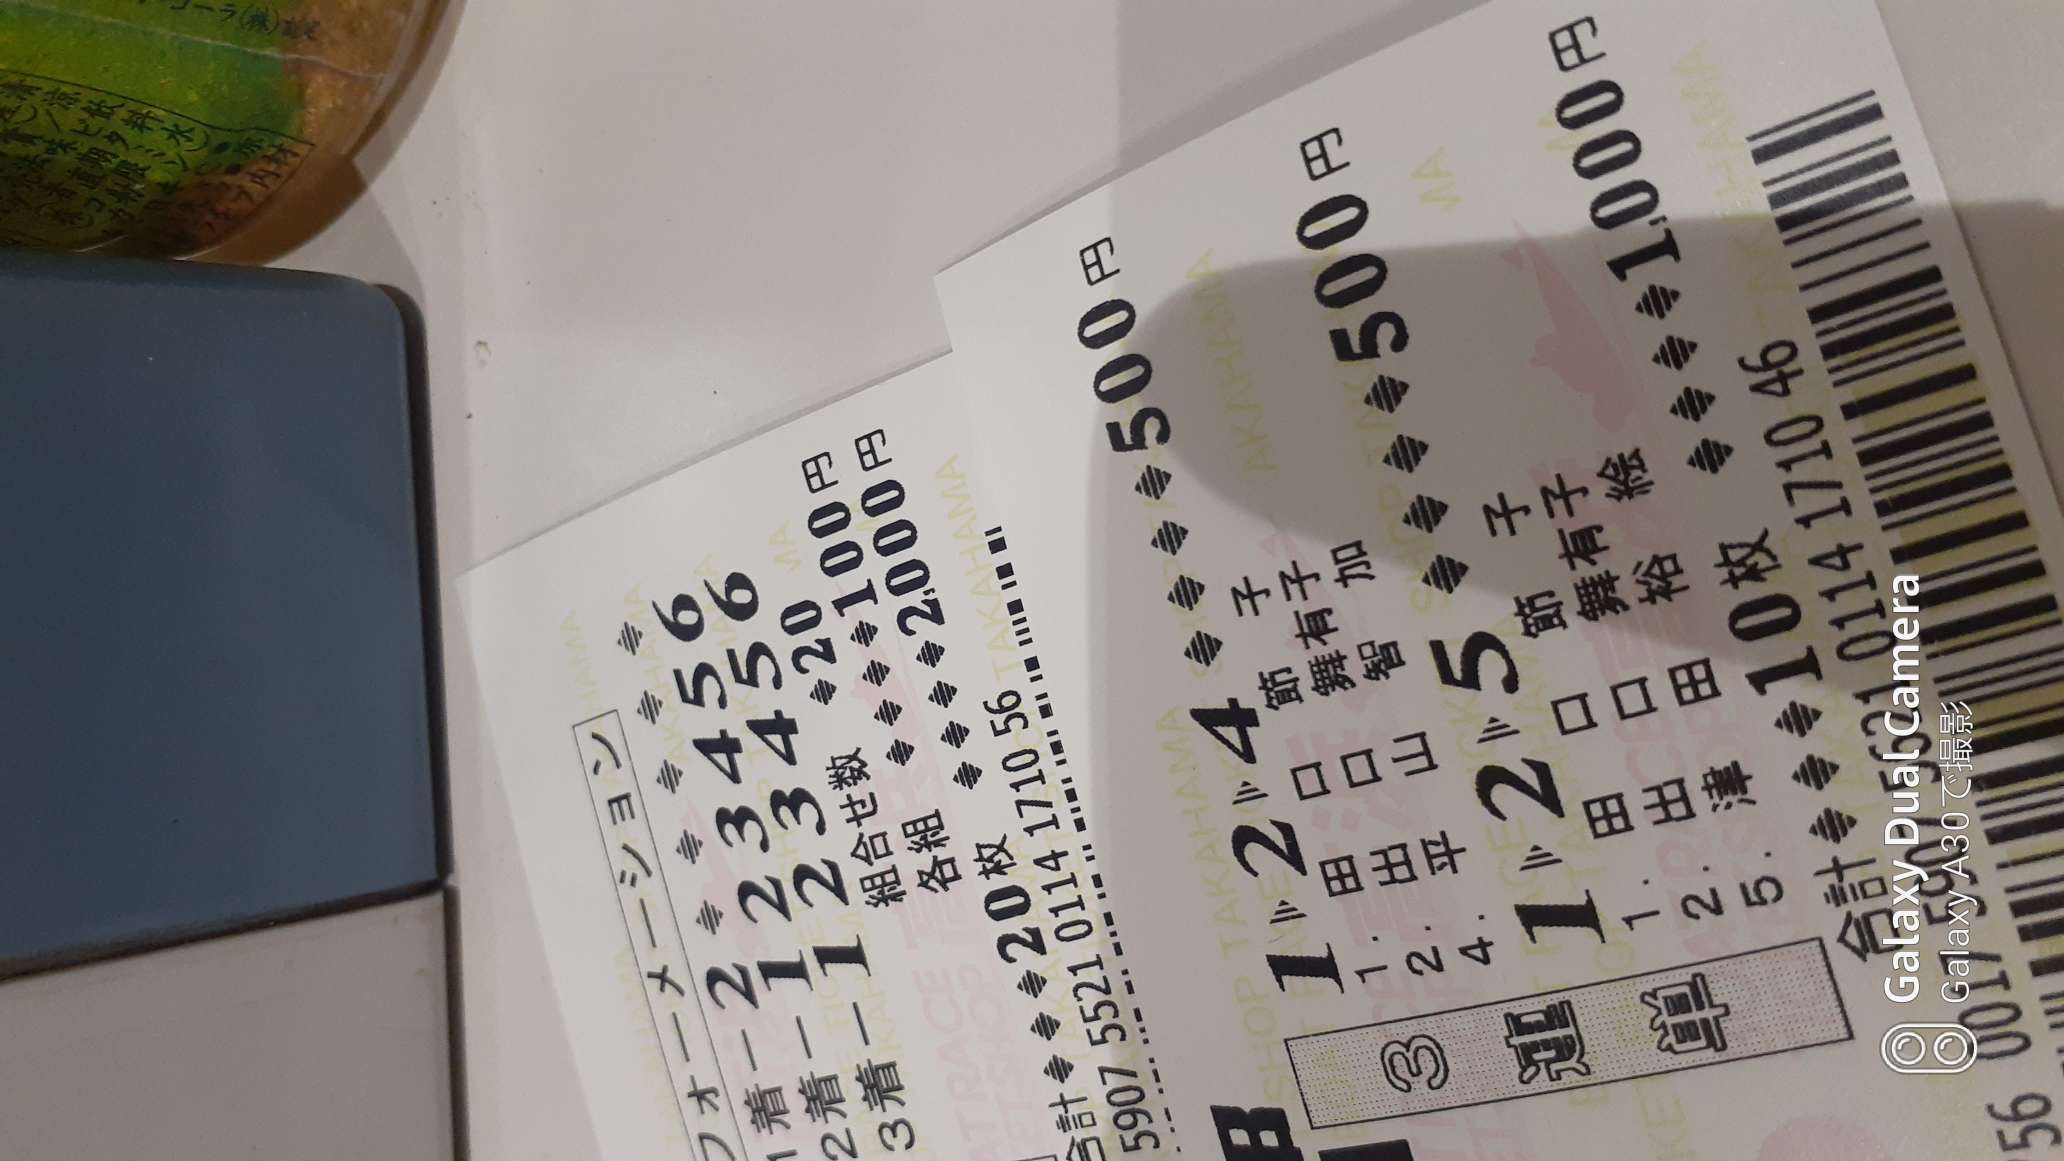 フォーメーション
1着ー2◆◆◆◆◆
2着ー123456
3着ー123456
組合せ数◆20
各組◆◆◆◆100円
◆◆◆◆2,000円
合計◆◆◆20枚
5907 5521 0114 1710 56
3連単
1▶2▶4◆◆◆◆500円
1.田口節子
2.出口舞有子
4.平山智加
1▶2▶5◆◆◆◆500円
1.田口節子
2.出口舞有子
5.津田裕絵
合計◆◆◆10枚◆◆◆◆1,000円
0017 5907 5621 0114 1710 46
Galaxy Dual Camera
Galaxy A30で撮影